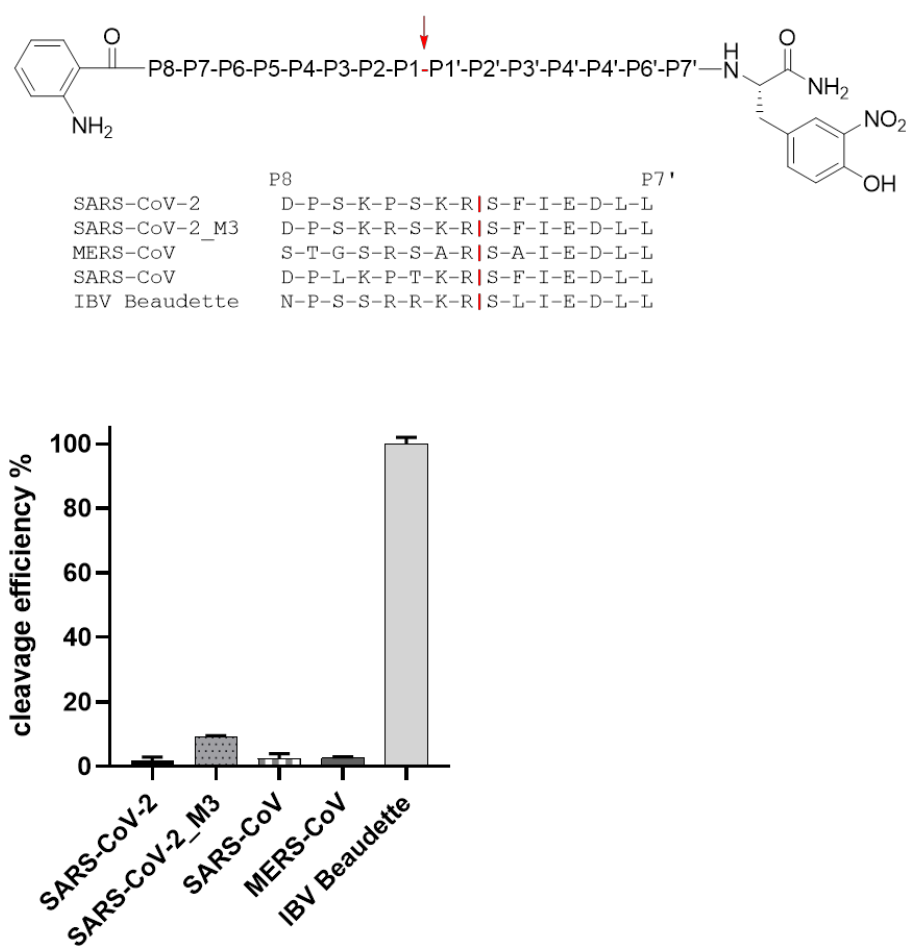 O
P8-P7-P6-P5-P4-P3-P2-P1-P1'-P2'-P3'-P4'-P4'-P6'-P7'
H
N
O
NH2
NH2
NO2
OH
P8 P7'
SARS-CoV-2 D-P-S-K-P-S-K-R|S-F-I-E-D-L-L
SARS-CoV-2_M3 D-P-S-K-R-S-K-R|S-F-I-E-D-L-L
MERS-CoV S-T-G-S-R-S-A-R|S-A-I-E-D-L-L
SARS-CoV D-P-L-K-P-T-K-R|S-F-I-E-D-L-L
IBV Beaudette N-P-S-S-R-R-K-R|S-L-I-E-D-L-L
cleavage efficiency %
100
80
60
40
20
0
SARS-CoV-2
SARS-CoV-2_M3
SARS-CoV
MERS-CoV
IBV Beaudette